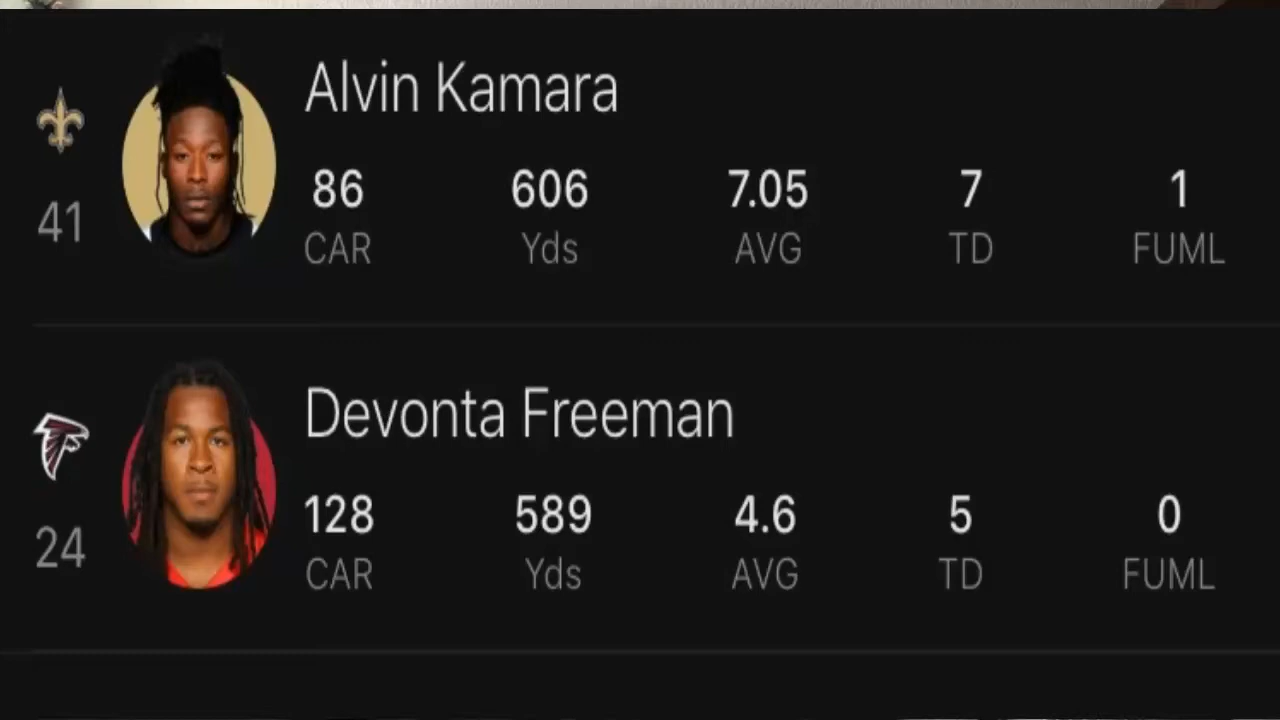 Alvin Kamara
41
86 606 7.05 7 1
CAR Yds AVG TD FUML
Devonta Freeman
24
128 589 4.6 5 0
CAR Yds AVG TD FUML